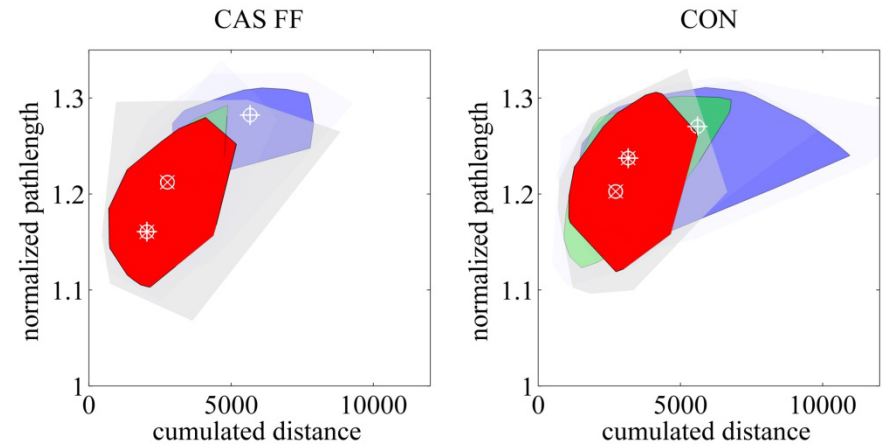 CAS FF
CON
normalized pathlength
1.3
1.2
1.1
1
0
5000
10000
cumulated distance
normalized pathlength
1.3
1.2
1.1
1
0
5000
10000
cumulated distance